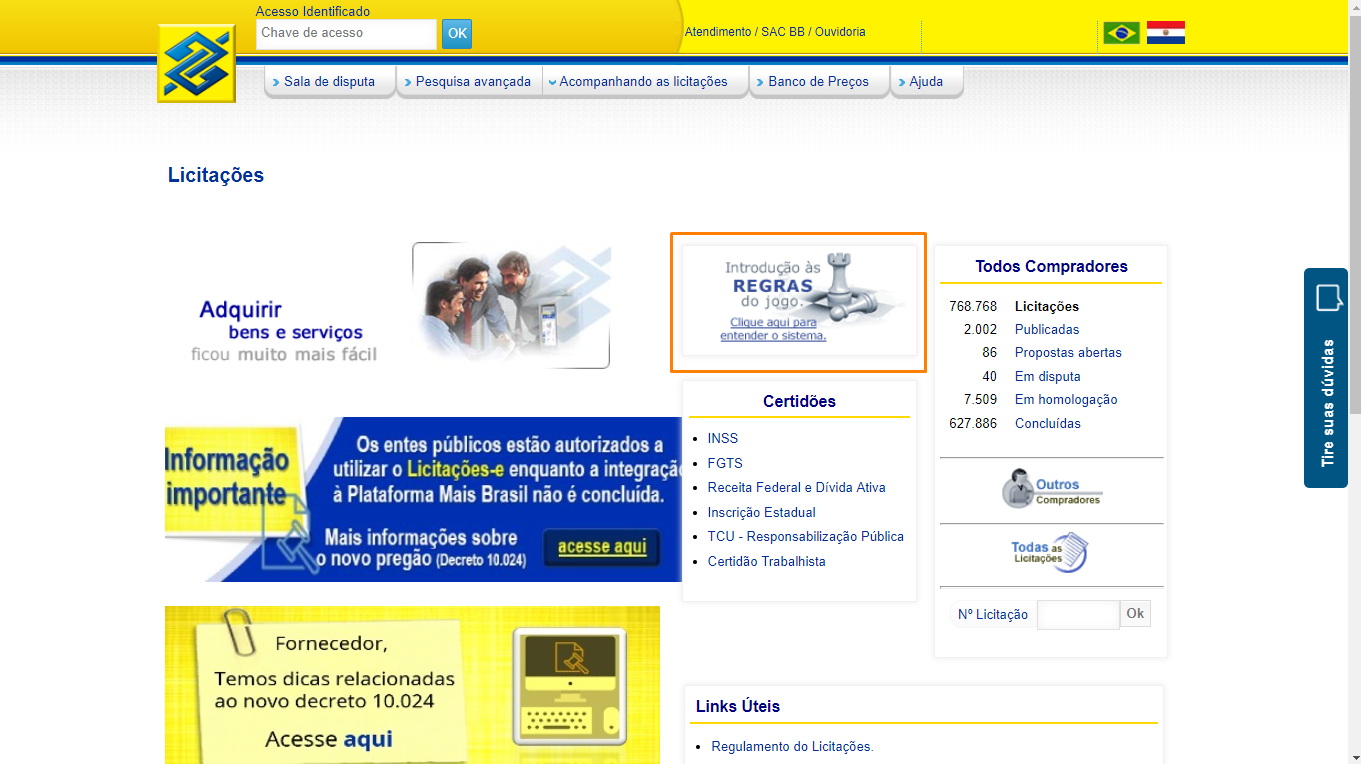 Acesso Identificado
Chave de acesso
OK
Atendimento / SAC BB / Ouvidoria
Sala de disputa
Pesquisa avançada
Acompanhando as licitações
Banco de Preços
Ajuda
Licitações
Adquirir
bens e serviços
ficou muito mais fácil
Introdução às
REGRAS
do jogo.
Clique aqui para
entender o sistema.
Todos Compradores
768.768 Licitações
2.002 Publicadas
86 Propostas abertas
40 Em disputa
7.509 Em homologação
627.886 Concluídas
Outros
Compradores
Todas as
Licitações
Nº Licitação
Ok
Certidões
INSS
FGTS
Receita Federal e Dívida Ativa
Inscrição Estadual
TCU - Responsabilização Pública
Certidão Trabalhista
Informação
importante
Os entes públicos estão autorizados a
utilizar o Licitações-e enquanto a integração
à Plataforma Mais Brasil não é concluída.
Mais informações sobre
o novo pregão (Decreto 10.024)
acesse aqui
Fornecedor,
Temos dicas relacionadas
ao novo decreto 10.024
Acesse aqui
Links Úteis
Regulamento do Licitações.
Tire suas dúvidas